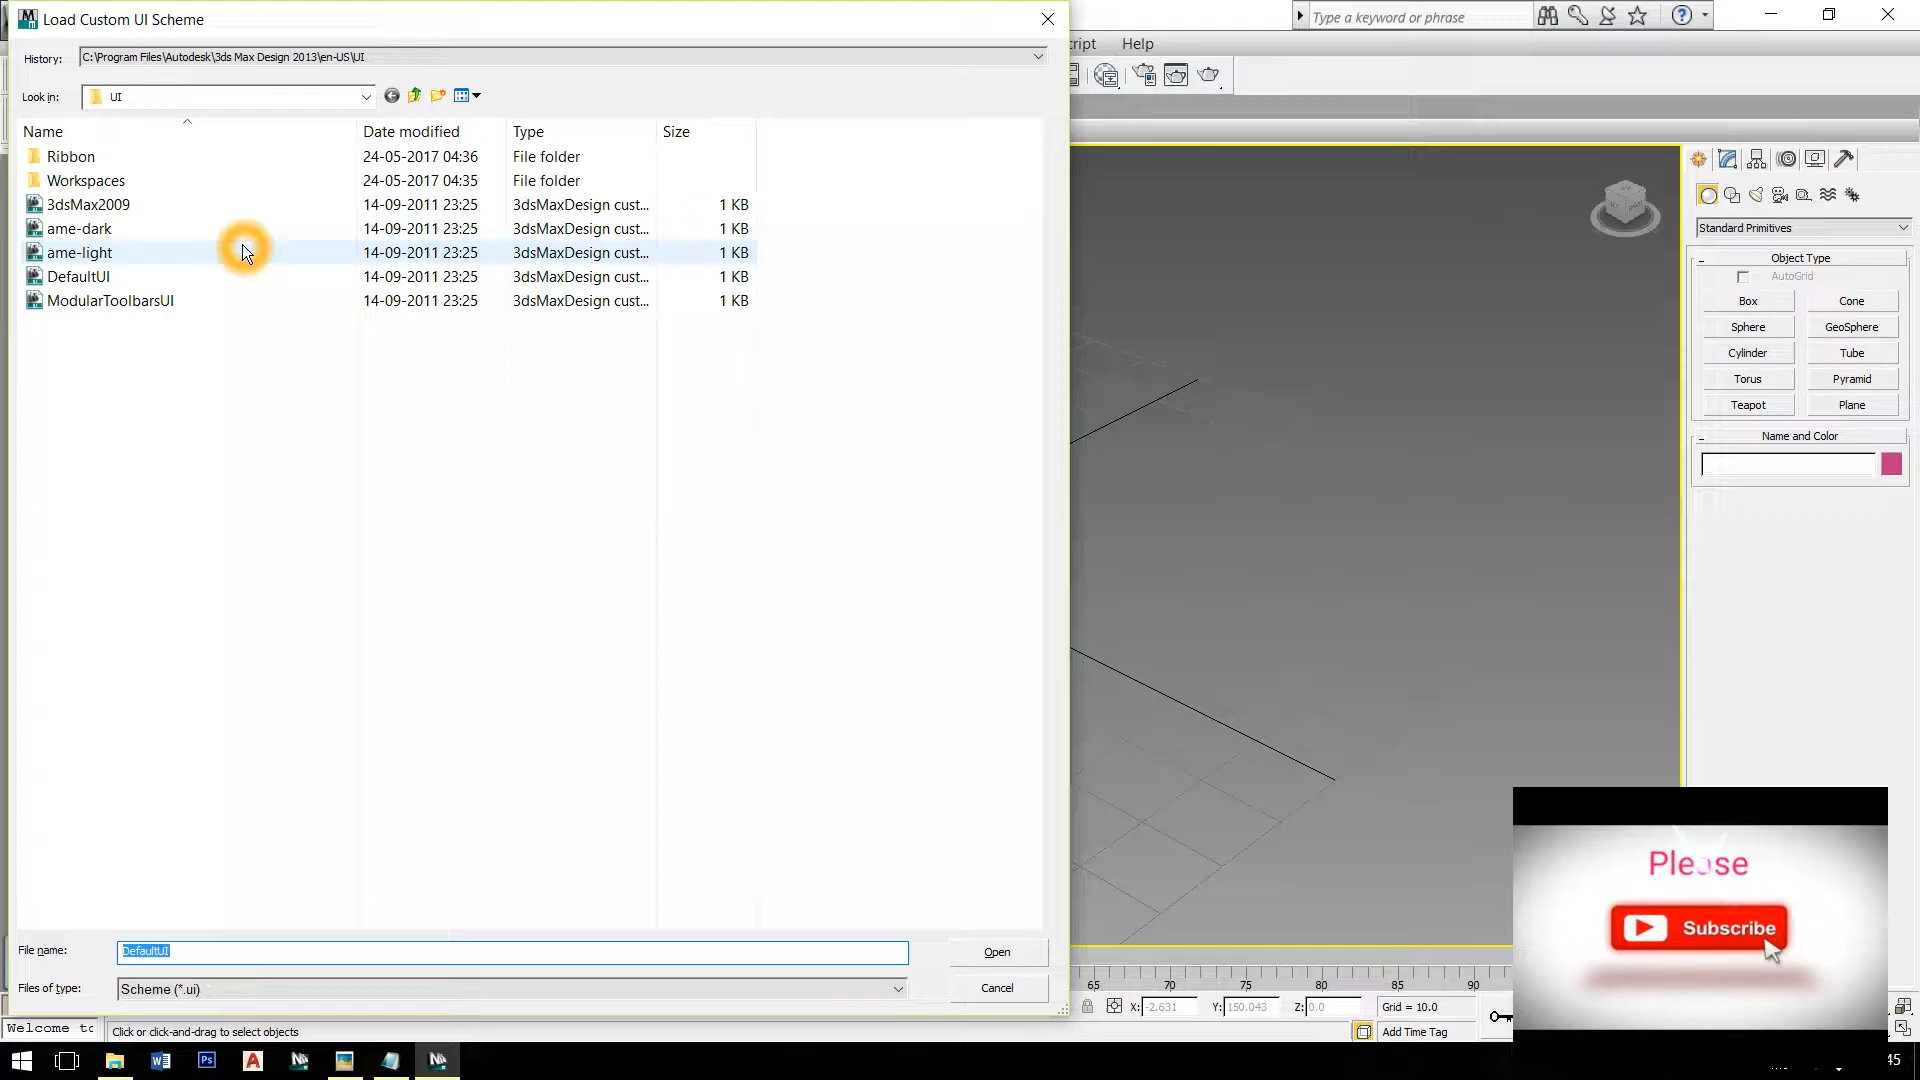 Load Custom UI Scheme
Type a keyword or phrase
History:
C:\Program Files\Autodesk\3ds Max Design 2013\en-US\UI
cript
Help
Look in:
UI
Name
Date modified
Type
Size
Ribbon
24-05-2017 04:36
File folder
Workspaces
24-05-2017 04:35
File folder
3dsMax2009
14-09-2011 23:25
3dsMaxDesign cust...
1 KB
ame-dark
14-09-2011 23:25
3dsMaxDesign cust...
1 KB
ame-light
14-09-2011 23:25
3dsMaxDesign cust...
1 KB
DefaultUI
14-09-2011 23:25
3dsMaxDesign cust...
1 KB
ModularToolbarsUI
14-09-2011 23:25
3dsMaxDesign cust...
1 KB
Standard Primitives
Object Type
AutoGrid
Box
Cone
Sphere
GeoSphere
Cylinder
Tube
Torus
Pyramid
Teapot
Plane
Name and Color
Please
Subscribe
File name:
DefaultUI
Open
Files of type:
Scheme (*.ui)
Cancel
65
70
75
80
85
90
X: -2.631
Y: 150.043
Z: 0.0
Grid = 10.0
Welcome to
Click or click-and-drag to select objects
Add Time Tag
45